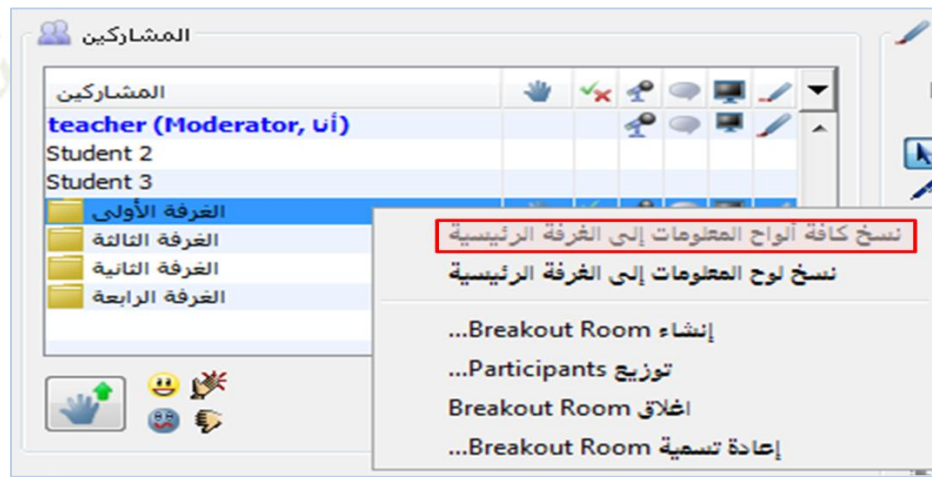 المشاركين
المشاركين
teacher (Moderator, أنا)
Student 2
Student 3
الغرفة الأولى
الغرفة الثالثة
الغرفة الثانية
الغرفة الرابعة
نسخ كافة ألواح المعلومات إلى الغرفة الرئيسية
نسخ لوح المعلومات إلى الغرفة الرئيسية
إنشاء Breakout Room...
توزيع Participants...
اغلاق Breakout Room
إعادة تسمية Breakout Room...